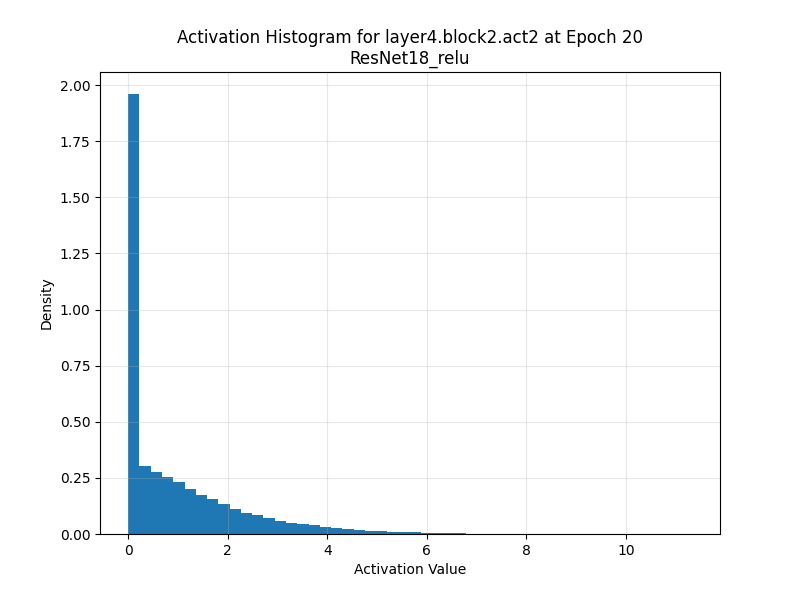 Activation Histogram for layer4.block2.act2 at Epoch 20
ResNet18_relu
2.00
1.75
1.50
1.25
1.00
0.75
0.50
0.25
0.00
Density
0 2 4 6 8 10
Activation Value